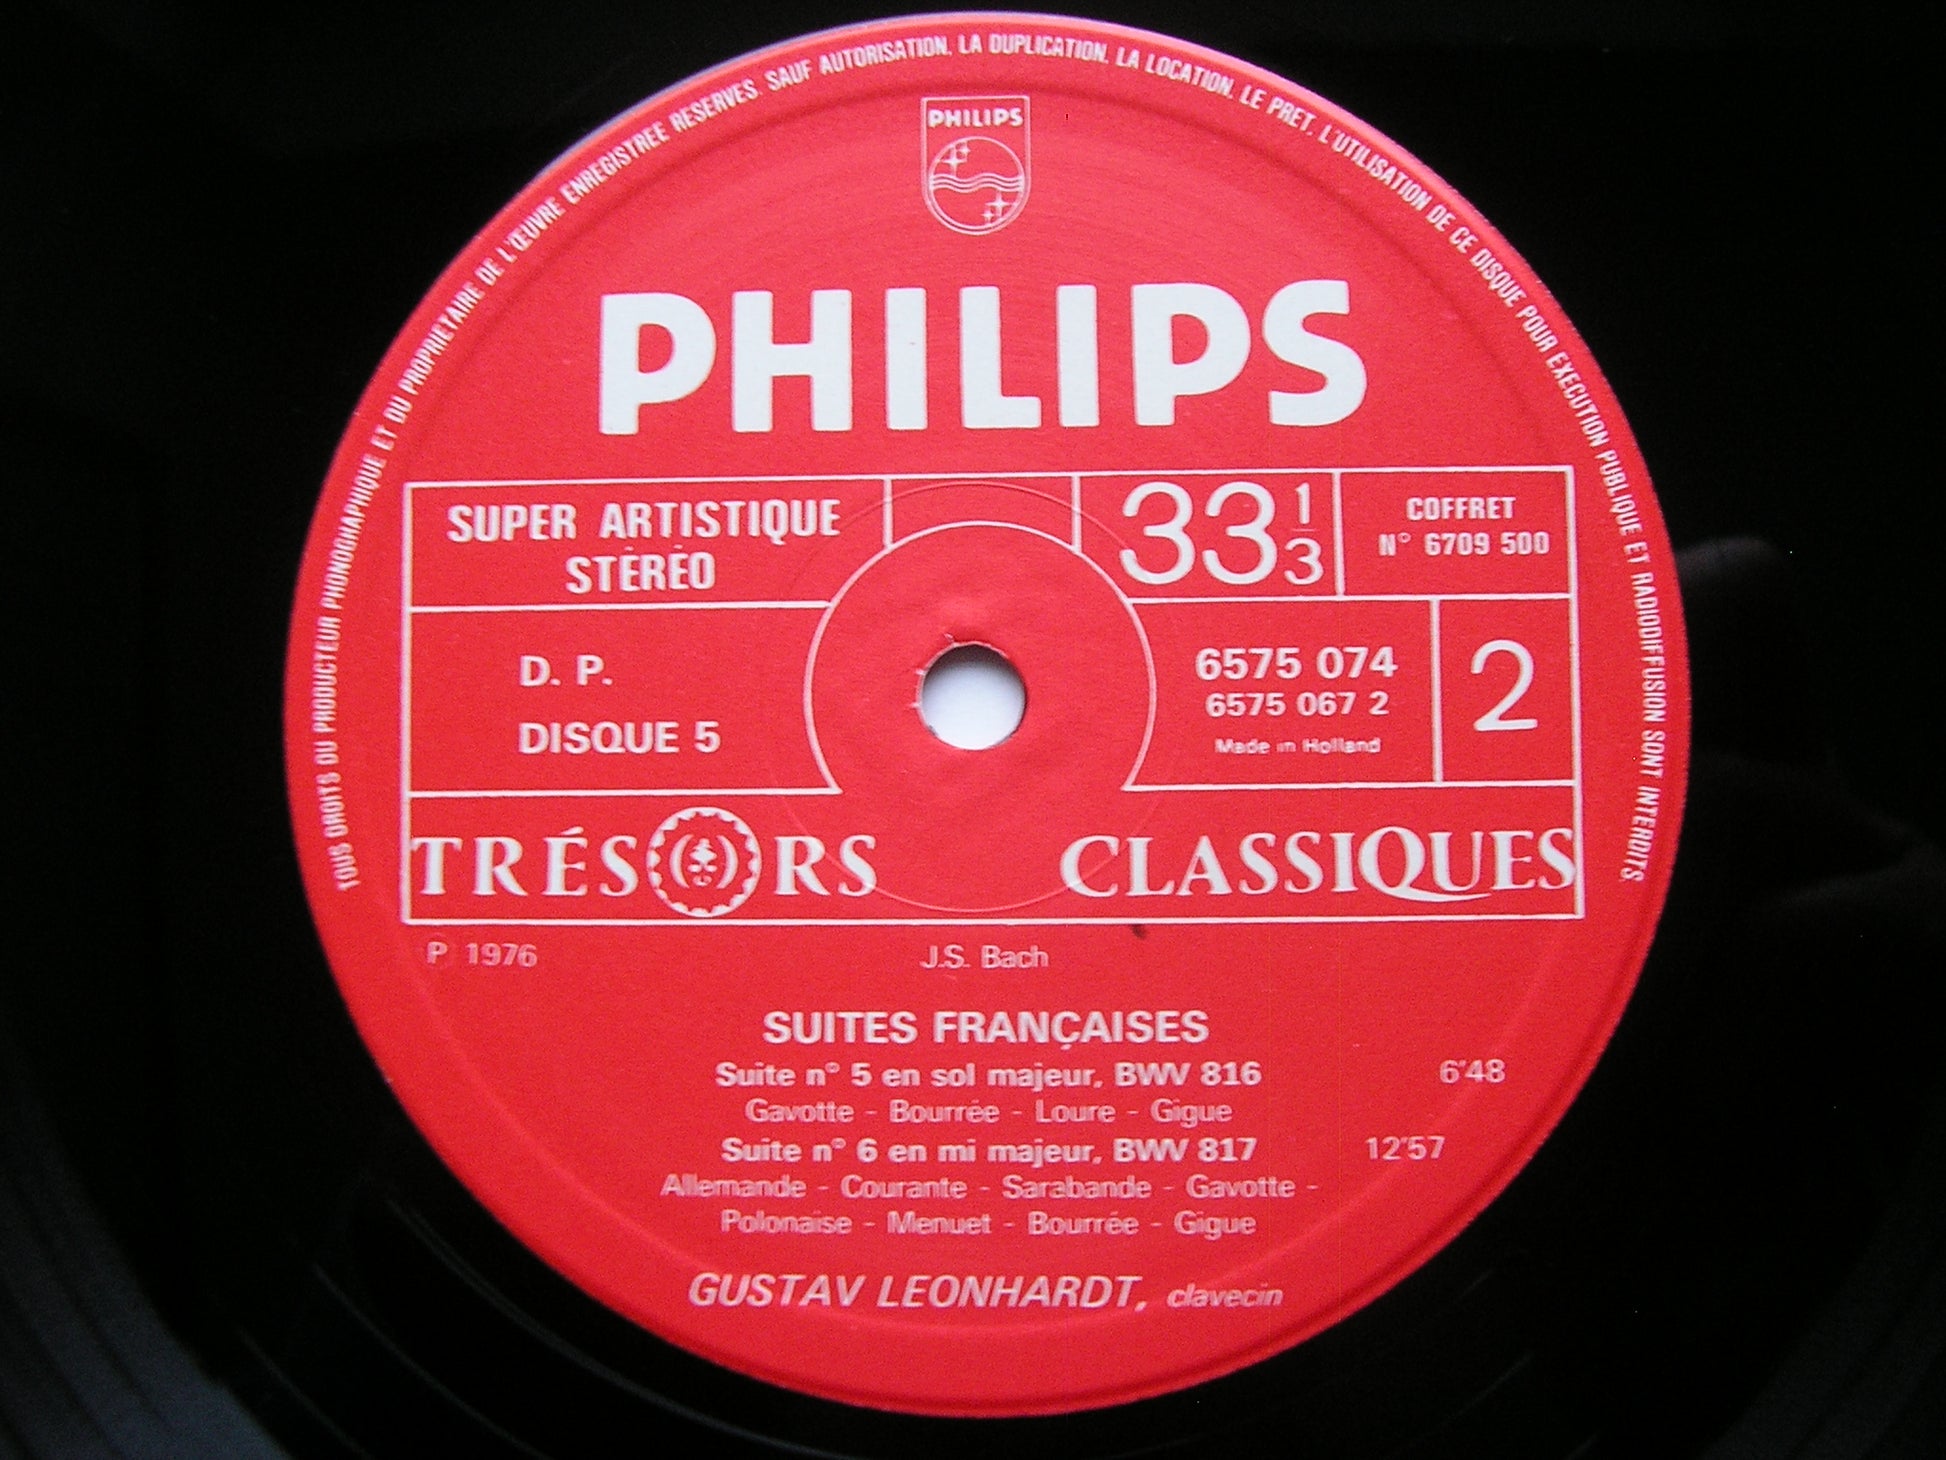 TOUS DROITS DU PRODUCTEUR PHONOGRAPHIQUE ET DU PROPRIETAIRE DE L'ŒUVRE ENREGISTREE RESERVES. SAUF AUTORISATION, LA DUPLICATION, LA LOCATION, LE PRET, L'UTILISATION DE CE DISQUE POUR EXECUTION PUBLIQUE ET RADIODIFFUSION SONT INTERDITS.
PHILIPS
PHILIPS
SUPER ARTISTIQUE
STÉRÉO
33 1/3
COFFRET
N° 6709 500
D. P.
DISQUE 5
6575 074
6575 067 2
Made in Holland
2
TRÉSORS CLASSIQUES
P 1976
J.S. Bach
SUITES FRANÇAISES
Suite n° 5 en sol majeur, BWV 816 6'48
Gavotte - Bourrée - Loure - Gigue
Suite n° 6 en mi majeur, BWV 817 12'57
Allemande - Courante - Sarabande - Gavotte -
Polonaise - Menuet - Bourrée - Gigue
GUSTAV LEONHARDT, clavecin